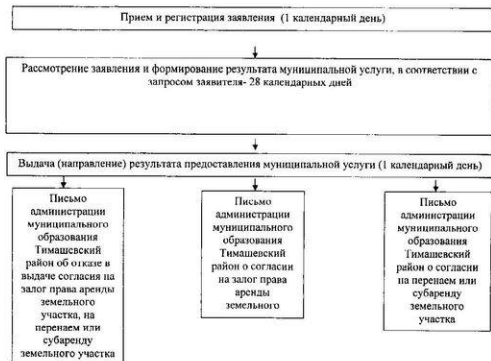 Прием и регистрация заявления (1 календарный день)
Рассмотрение заявления и формирование результата муниципальной услуги, в соответствии с
запросом заявителя- 28 календарных дней
Выдача (направление) результата предоставления муниципальной услуги (1 календарный день)
Письмо
администрации
муниципального
образования
Тимашевский
район об отказе в
выдаче согласия на
залог права аренды
земельного
участка, на
перенаем или
субаренду
земельного участка
Письмо
администрации
муниципального
образования
Тимашевский
район о согласии
на залог права
аренды
земельного
Письмо
администрации
муниципального
образования
Тимашевский
район о согласии
на перенаем или
субаренду
земельного
участка